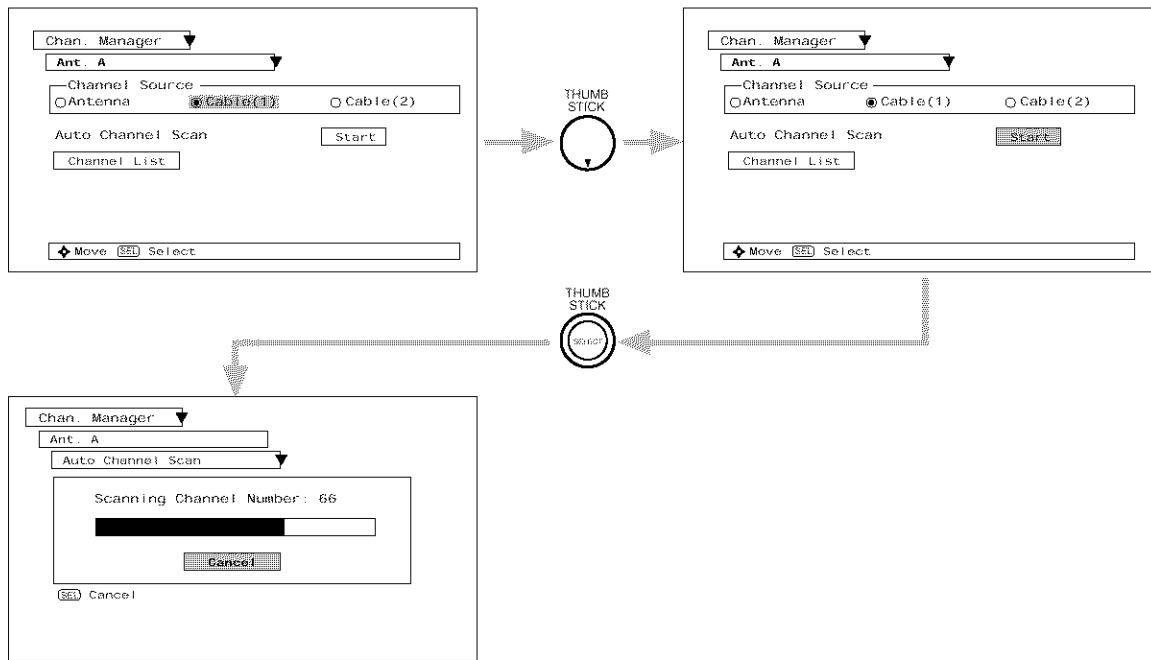 Chan. Manager
Ant. A
Channel Source
Antenna Cable(1) Cable(2)
Auto Channel Scan Start
Channel List
Move SEL Select
THUMB
STICK
Chan. Manager
Ant. A
Channel Source
Antenna Cable(1) Cable(2)
Auto Channel Scan Start
Channel List
Move SEL Select
THUMB
STICK
SELECT
Chan. Manager
Ant. A
Auto Channel Scan
Scanning Channel Number: 66
Cancel
SEL Cancel